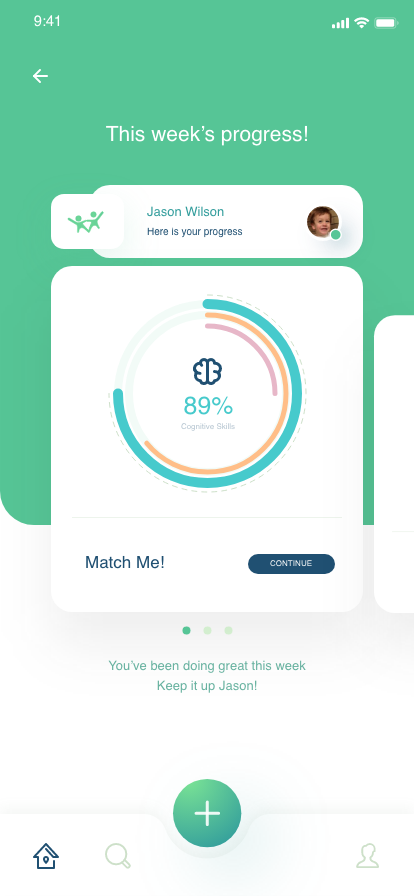 9:41
This week's progress!
Jason Wilson
Here is your progress
89%
Cognitive Skills
Match Me!
CONTINUE
You've been doing great this week
Keep it up Jason!